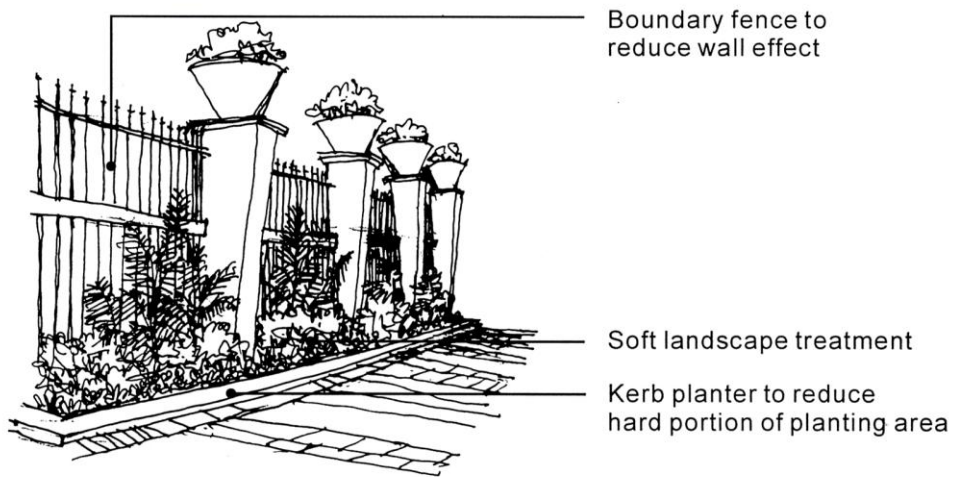 Boundary fence to
reduce wall effect
Soft landscape treatment
Kerb planter to reduce
hard portion of planting area